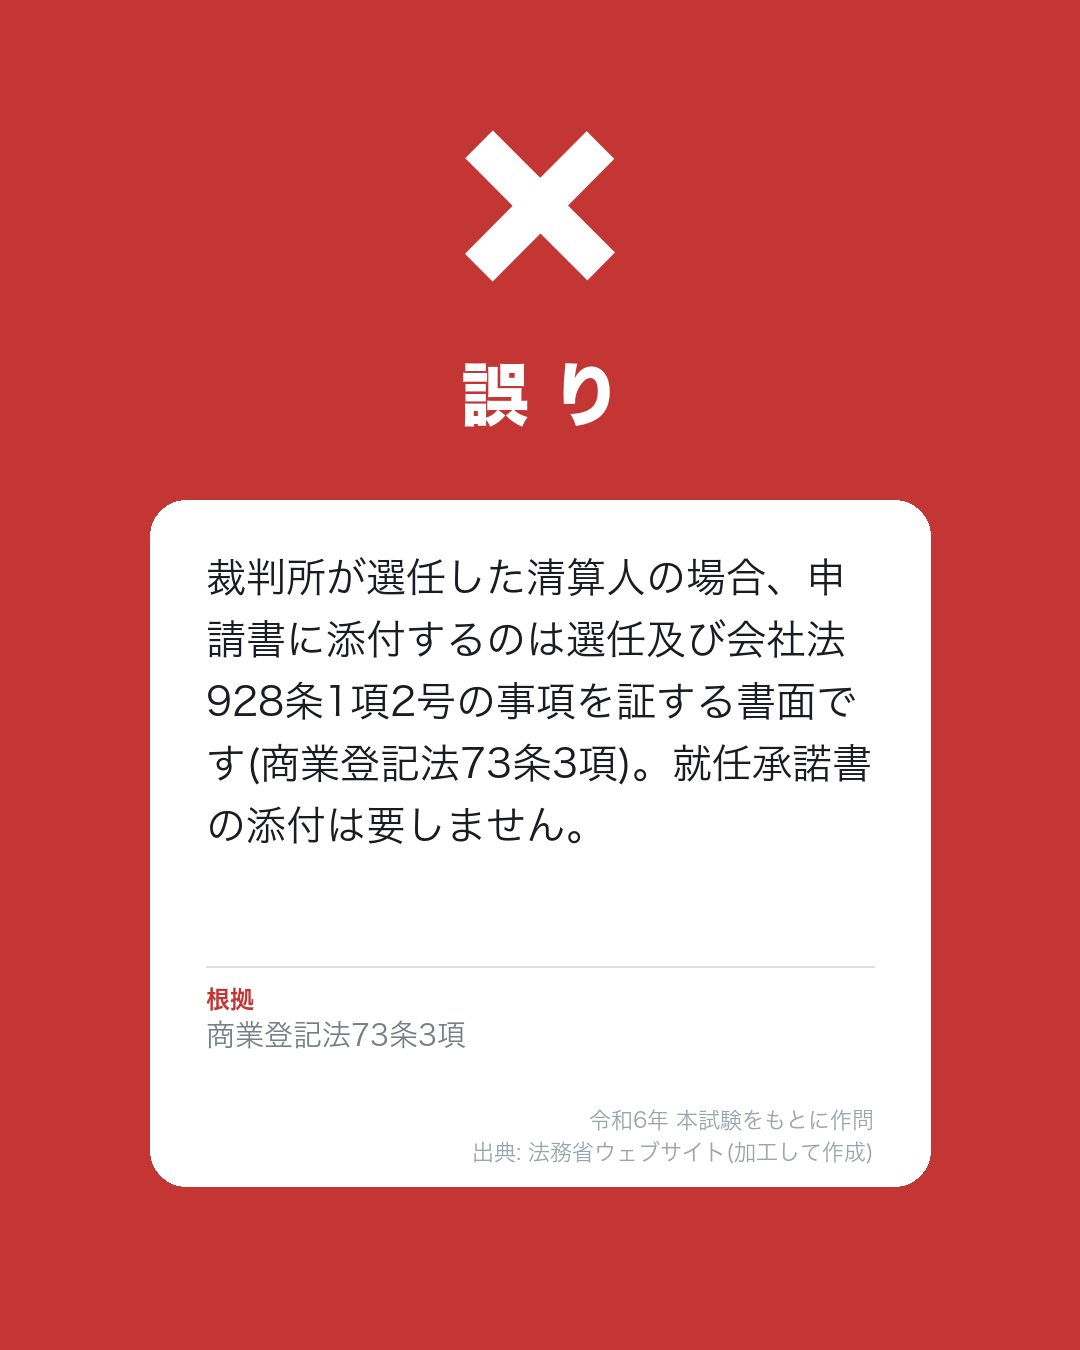 誤り
裁判所が選任した清算人の場合、申
請書に添付するのは選任及び会社法
928条1項2号の事項を証する書面で
す(商業登記法73条3項)。就任承諾書
の添付は要しません。
根拠
商業登記法73条3項
令和6年 本試験をもとに作問
出典: 法務省ウェブサイト(加工して作成)